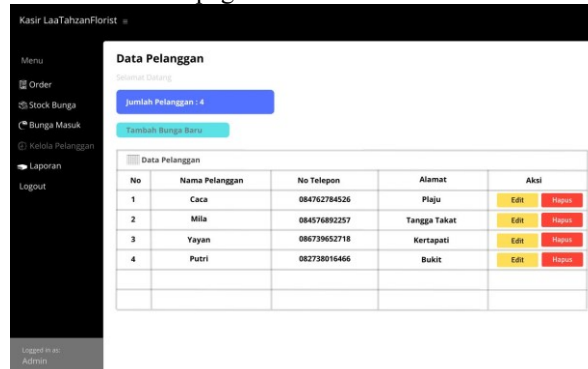 Kasir LaaTahzanFlorist
Menu
Order
Stock Bunga
Bunga Masuk
Kelola Pelanggan
Laporan
Logout
Logged in as:
Admin
Data Pelanggan
Selamat Datang
Jumlah Pelanggan : 4
Tambah Bunga Baru
Data Pelanggan
No Nama Pelanggan No Telepon Alamat Aksi
1 Caca 084762784526 Plaju Edit Hapus
2 Mila 084576892257 Tangga Takat Edit Hapus
3 Yayan 086739652718 Kertapati Edit Hapus
4 Putri 082738016466 Bukit Edit Hapus